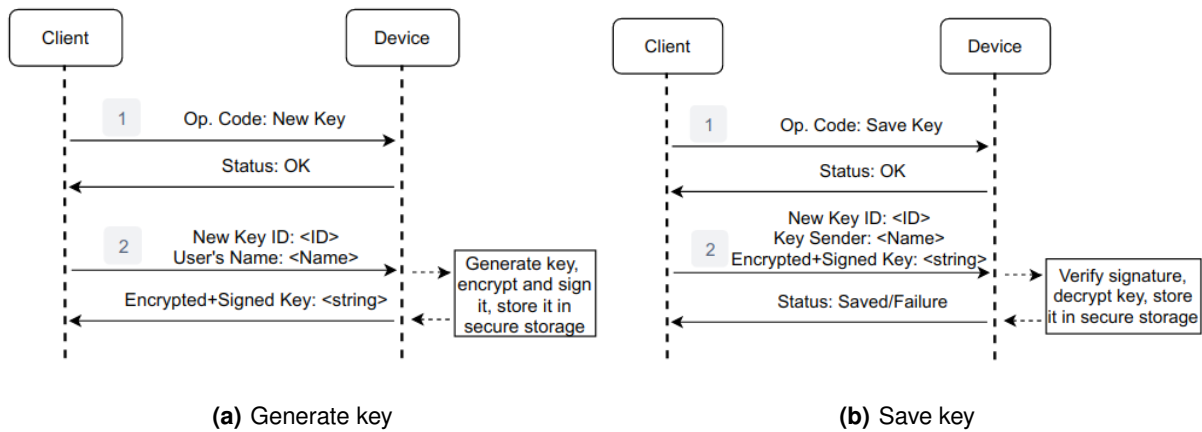 Client
Device
1
Op. Code: New Key
Status: OK
2
New Key ID: <ID>
User's Name: <Name>
Encrypted+Signed Key: <string>
Generate key,
encrypt and sign
it, store it in
secure storage
(a) Generate key
Client
Device
1
Op. Code: Save Key
Status: OK
2
New Key ID: <ID>
Key Sender: <Name>
Encrypted+Signed Key: <string>
Status: Saved/Failure
Verify signature,
decrypt key, store
it in secure storage
(b) Save key